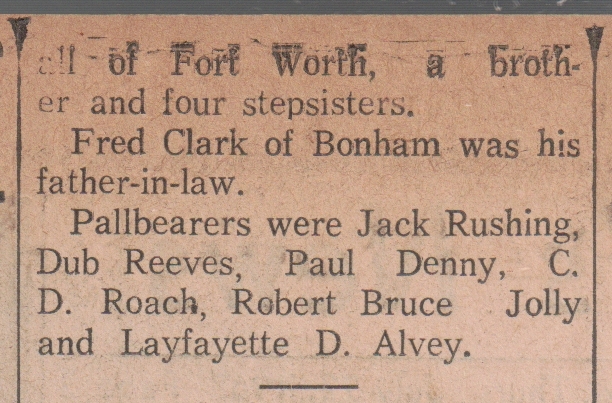 all of Fort Worth, a broth-
er and four stepsisters.
Fred Clark of Bonham was his
father-in-law.
Pallbearers were Jack Rushing,
Dub Reeves, Paul Denny, C.
D. Roach, Robert Bruce Jolly
and Layfayette D. Alvey.